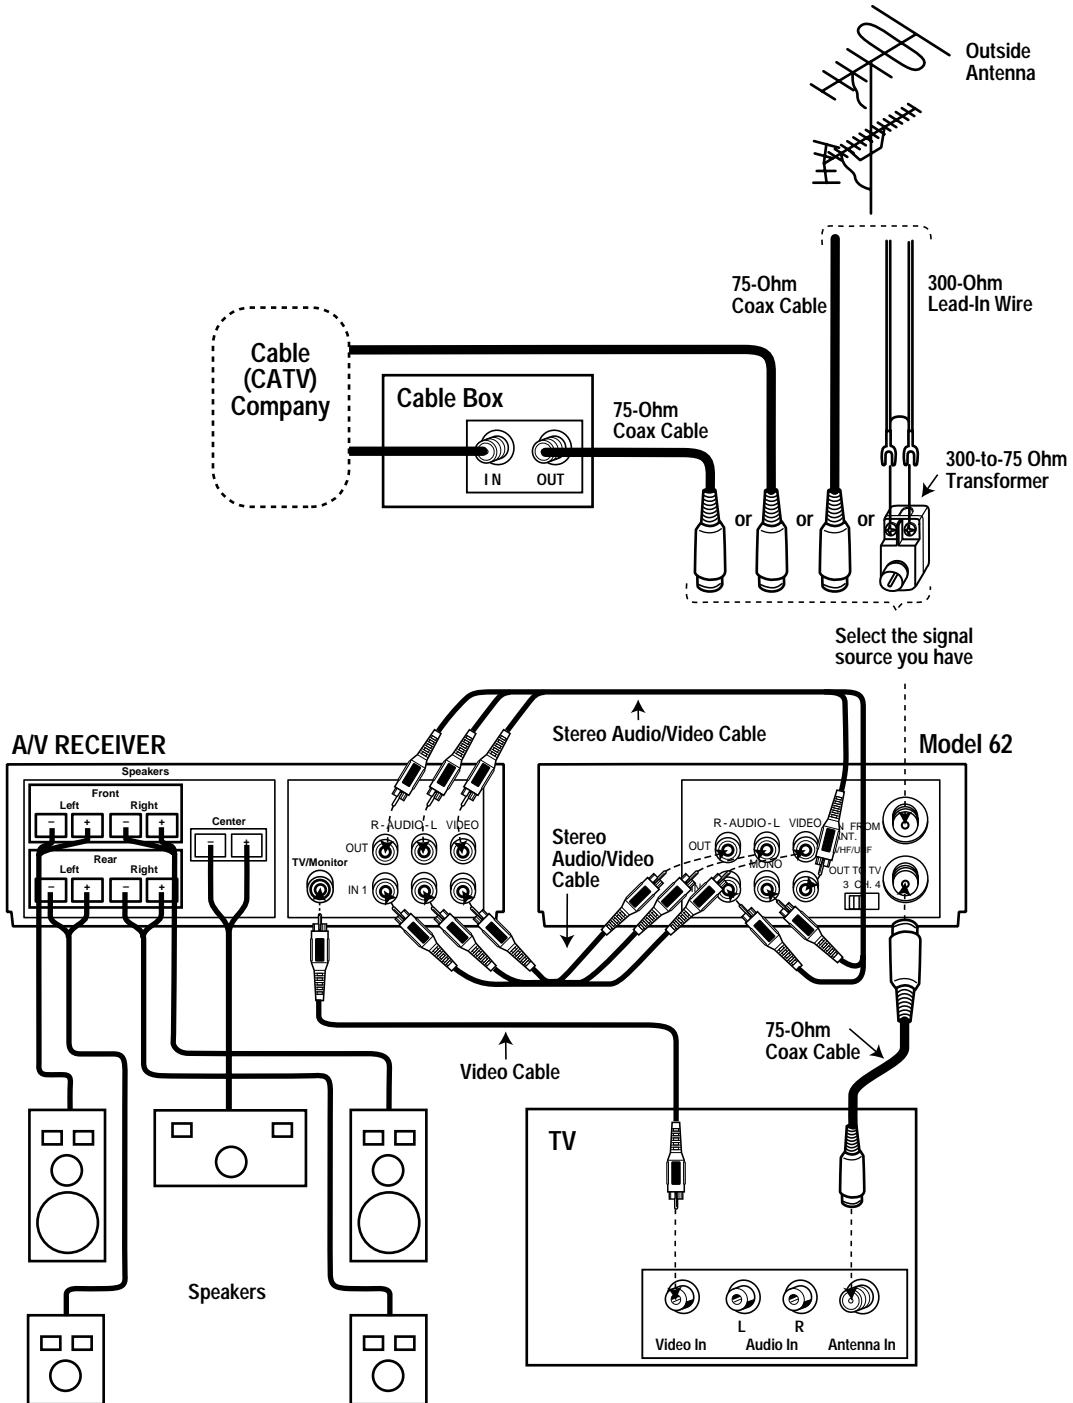 Outside
Antenna
75-Ohm
Coax Cable
300-Ohm
Lead-In Wire
Cable
(CATV)
Company
Cable Box
IN
OUT
75-Ohm
Coax Cable
300-to-75 Ohm
Transformer
or
or
or
Select the signal
source you have
Stereo Audio/Video Cable
A/V RECEIVER
Model 62
Speakers
Front
Left
Right
− + − +
Center
− +
Rear
Left
Right
− + − +
TV/Monitor
R - AUDIO - L VIDEO
OUT
IN 1
Stereo
Audio/Video
Cable
R - AUDIO - L VIDEO
OUT
MONO
FROM
ANT.
VHF/UHF
OUT TO TV
3 CH. 4
Video Cable
75-Ohm
Coax Cable
TV
Speakers
L
R
Video In
Audio In
Antenna In